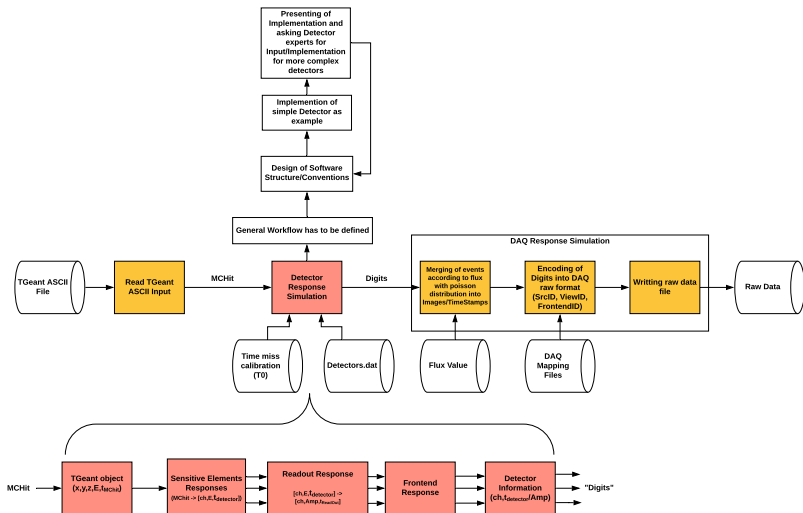 Presenting of
Implementation and
asking Detector
experts for
Input/Implementation
for more complex
detectors
Implemention of
simple Detector as
example
Design of Software
Structure/Conventions
General Workflow has to be defined
DAQ Response Simulation
TGeant ASCII
File
Read TGeant
ASCII Input
MCHit
Detector
Response
Simulation
Digits
Merging of events
according to flux
with poisson
distribution into
Images/TimeStamps
Encoding of
Digits into DAQ
raw format
(SrcID, ViewID,
FrontendID)
Writting raw data
file
Raw Data
Time miss
calibration
(T0)
Detectors.dat
Flux Value
DAQ
Mapping
Files
MCHit
TGeant object
(x,y,z,E,tMChit)
Sensitive Elements
Responses
(MChit -> [ch,E,tdetector])
Readout Response
[ch,E,tdetector] ->
[ch,Amp,tReadOut]
Frontend
Response
Detector
Information
(ch,tdetector/Amp)
"Digits"